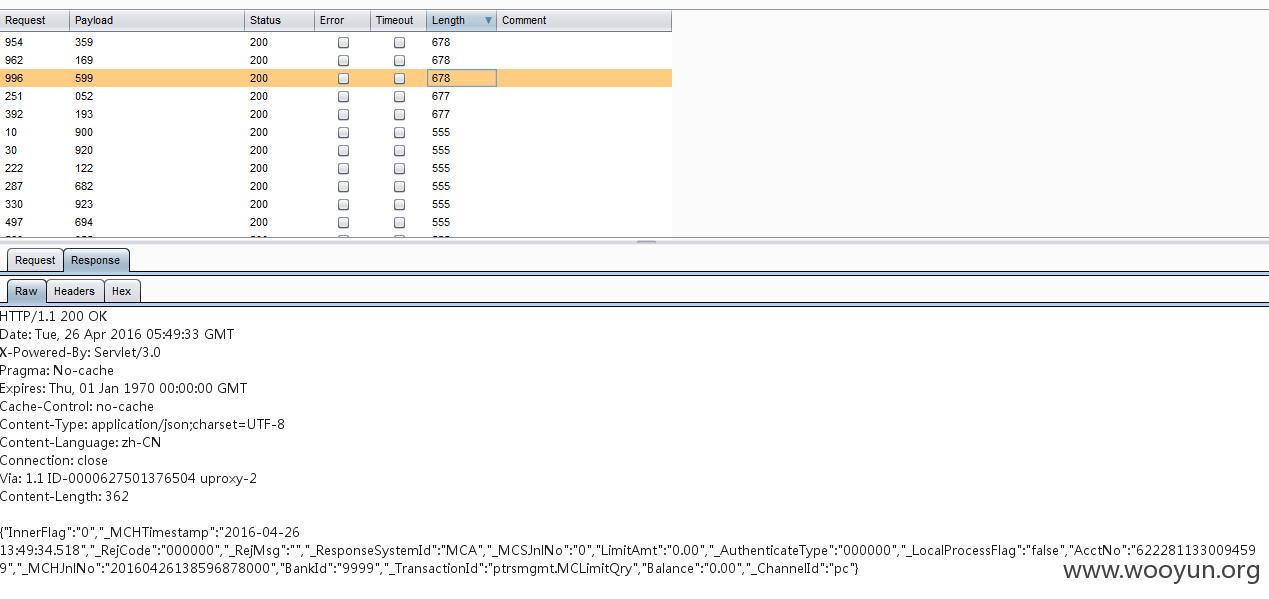 Request Payload Status Error Timeout Length Comment
954 359 200 678
962 169 200 678
996 599 200 678
251 052 200 677
392 193 200 677
10 900 200 555
30 920 200 555
222 122 200 555
287 682 200 555
330 923 200 555
497 694 200 555
Request Response
Raw Headers Hex
HTTP/1.1 200 OK
Date: Tue, 26 Apr 2016 05:49:33 GMT
X-Powered-By: Servlet/3.0
Pragma: No-cache
Expires: Thu, 01 Jan 1970 00:00:00 GMT
Cache-Control: no-cache
Content-Type: application/json;charset=UTF-8
Content-Language: zh-CN
Connection: close
Via: 1.1 ID-0000627501376504 uproxy-2
Content-Length: 362
{"InnerFlag":"0","_MCHTimestamp":"2016-04-26
13:49:34.518","_RejCode":"000000","_RejMsg":"","_ResponseSystemId":"MCA","_MCSJnlNo":"0","LimitAmt":"0.00","_AuthenticateType":"000000","_LocalProcessFlag":"false","AcctNo":"622281133009459
9","_MCHJnlNo":"20160426138596878000","BankId":"9999","_TransactionId":"ptrsmgmt.MCLimitQry","Balance":"0.00","_ChannelId":"pc"}
www.wooyun.org